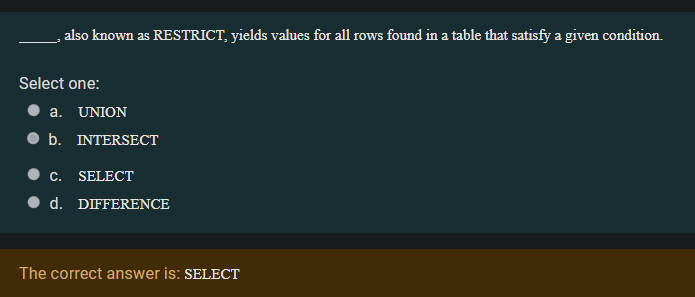 _____, also known as RESTRICT, yields values for all rows found in a table that satisfy a given condition.
Select one:
a. UNION
b. INTERSECT
c. SELECT
d. DIFFERENCE
The correct answer is: SELECT